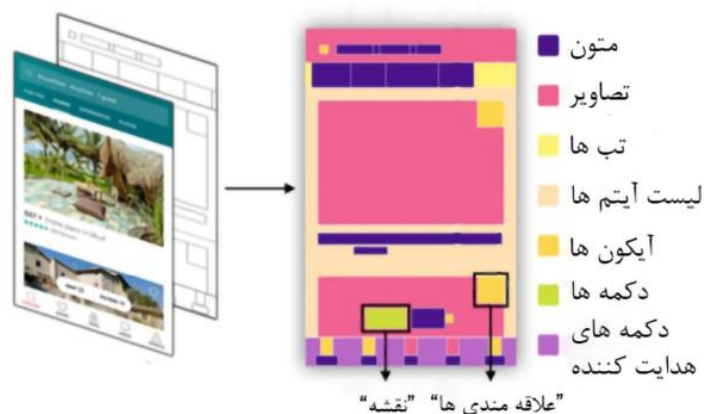 متون
تصاویر
تب ها
لیست آیتم ها
آیکون ها
دکمه ها
دکمه های
هدایت کننده
“علاقه مندی ها” “نقشه”